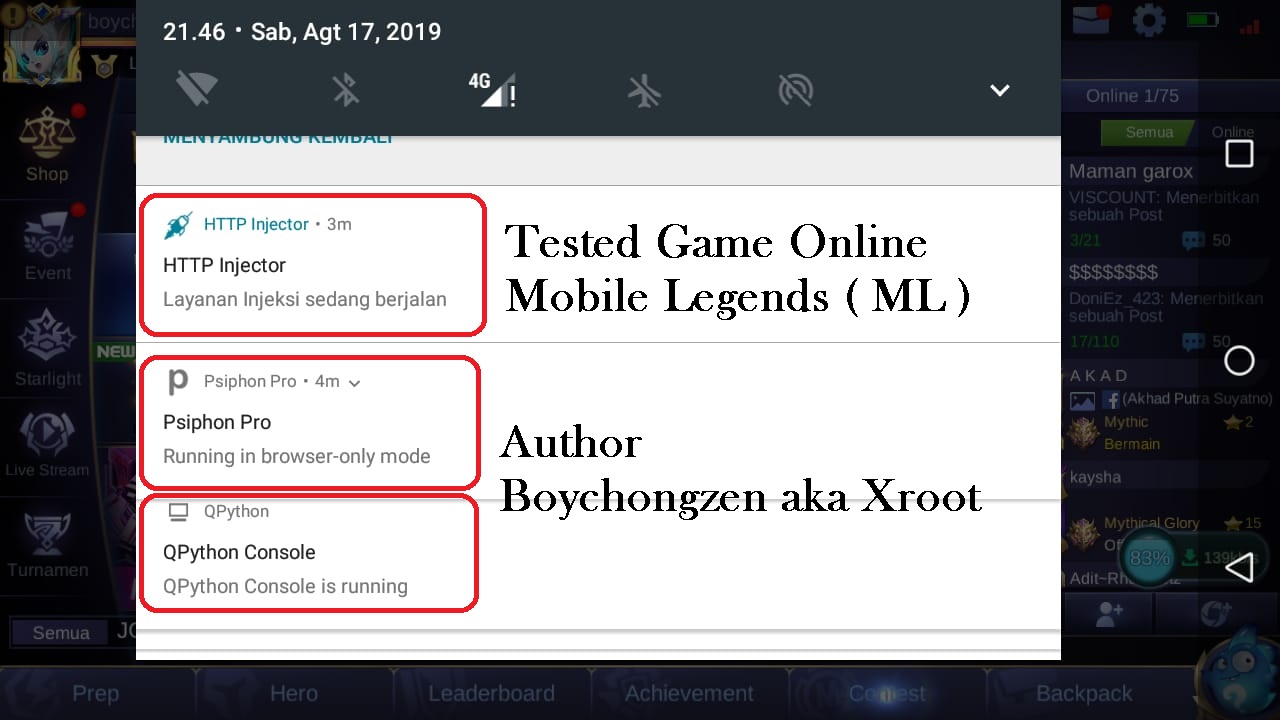 boych
21.46 • Sab, Agt 17, 2019
4G
!
MENYAMBUNG KEMBALI
HTTP Injector • 3m
HTTP Injector
Layanan Injeksi sedang berjalan
Tested Game Online
Mobile Legends ( ML )
Psiphon Pro • 4m
Psiphon Pro
Running in browser-only mode
Author
Boychongzen aka Xroot
QPython
QPython Console
QPython Console is running
Shop
Event
NEW
Starlight
Live Stream
Turnamen
Semua
Online 1/75
Semua
Online
Maman garox
VISCOUNT: Menerbitkan
sebuah Post
3/21
50
$$$$$$$$
DoniEz_423: Menerbitkan
sebuah Post
17/110
50
A K A D
(Akhad Putra Suyatno)
Mythic
2
Bermain
kaysha
Mythical Glory
15
83%
Prep
Hero
Leaderboard
Achievement
Contest
Backpack